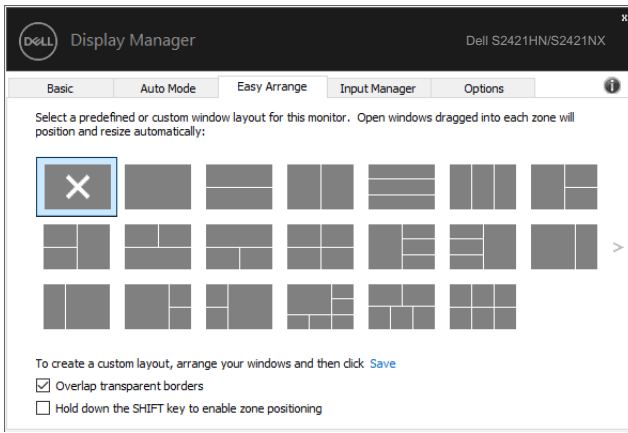 x
DELL
Display Manager
Dell S2421HN/S2421NX
Basic
Auto Mode
Easy Arrange
Input Manager
Options
i
Select a predefined or custom window layout for this monitor. Open windows dragged into each zone will
position and resize automatically:
>
To create a custom layout, arrange your windows and then click Save
Overlap transparent borders
Hold down the SHIFT key to enable zone positioning